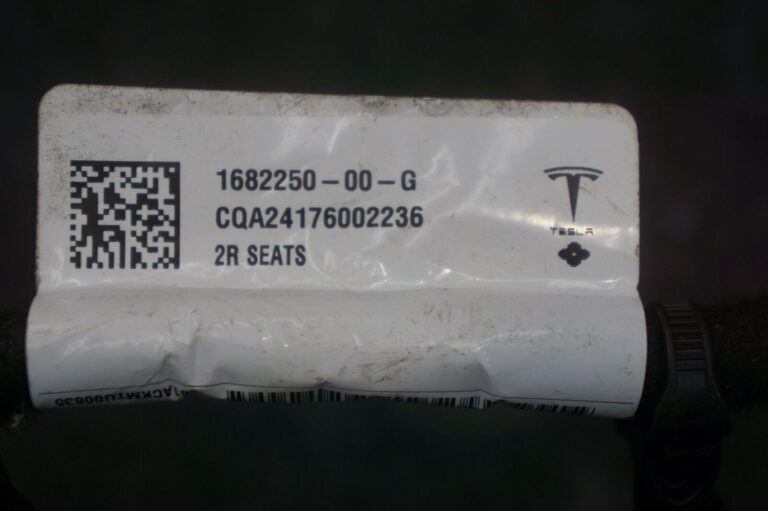 1682250-00-G
CQA24176002236
2R SEATS
TESLA